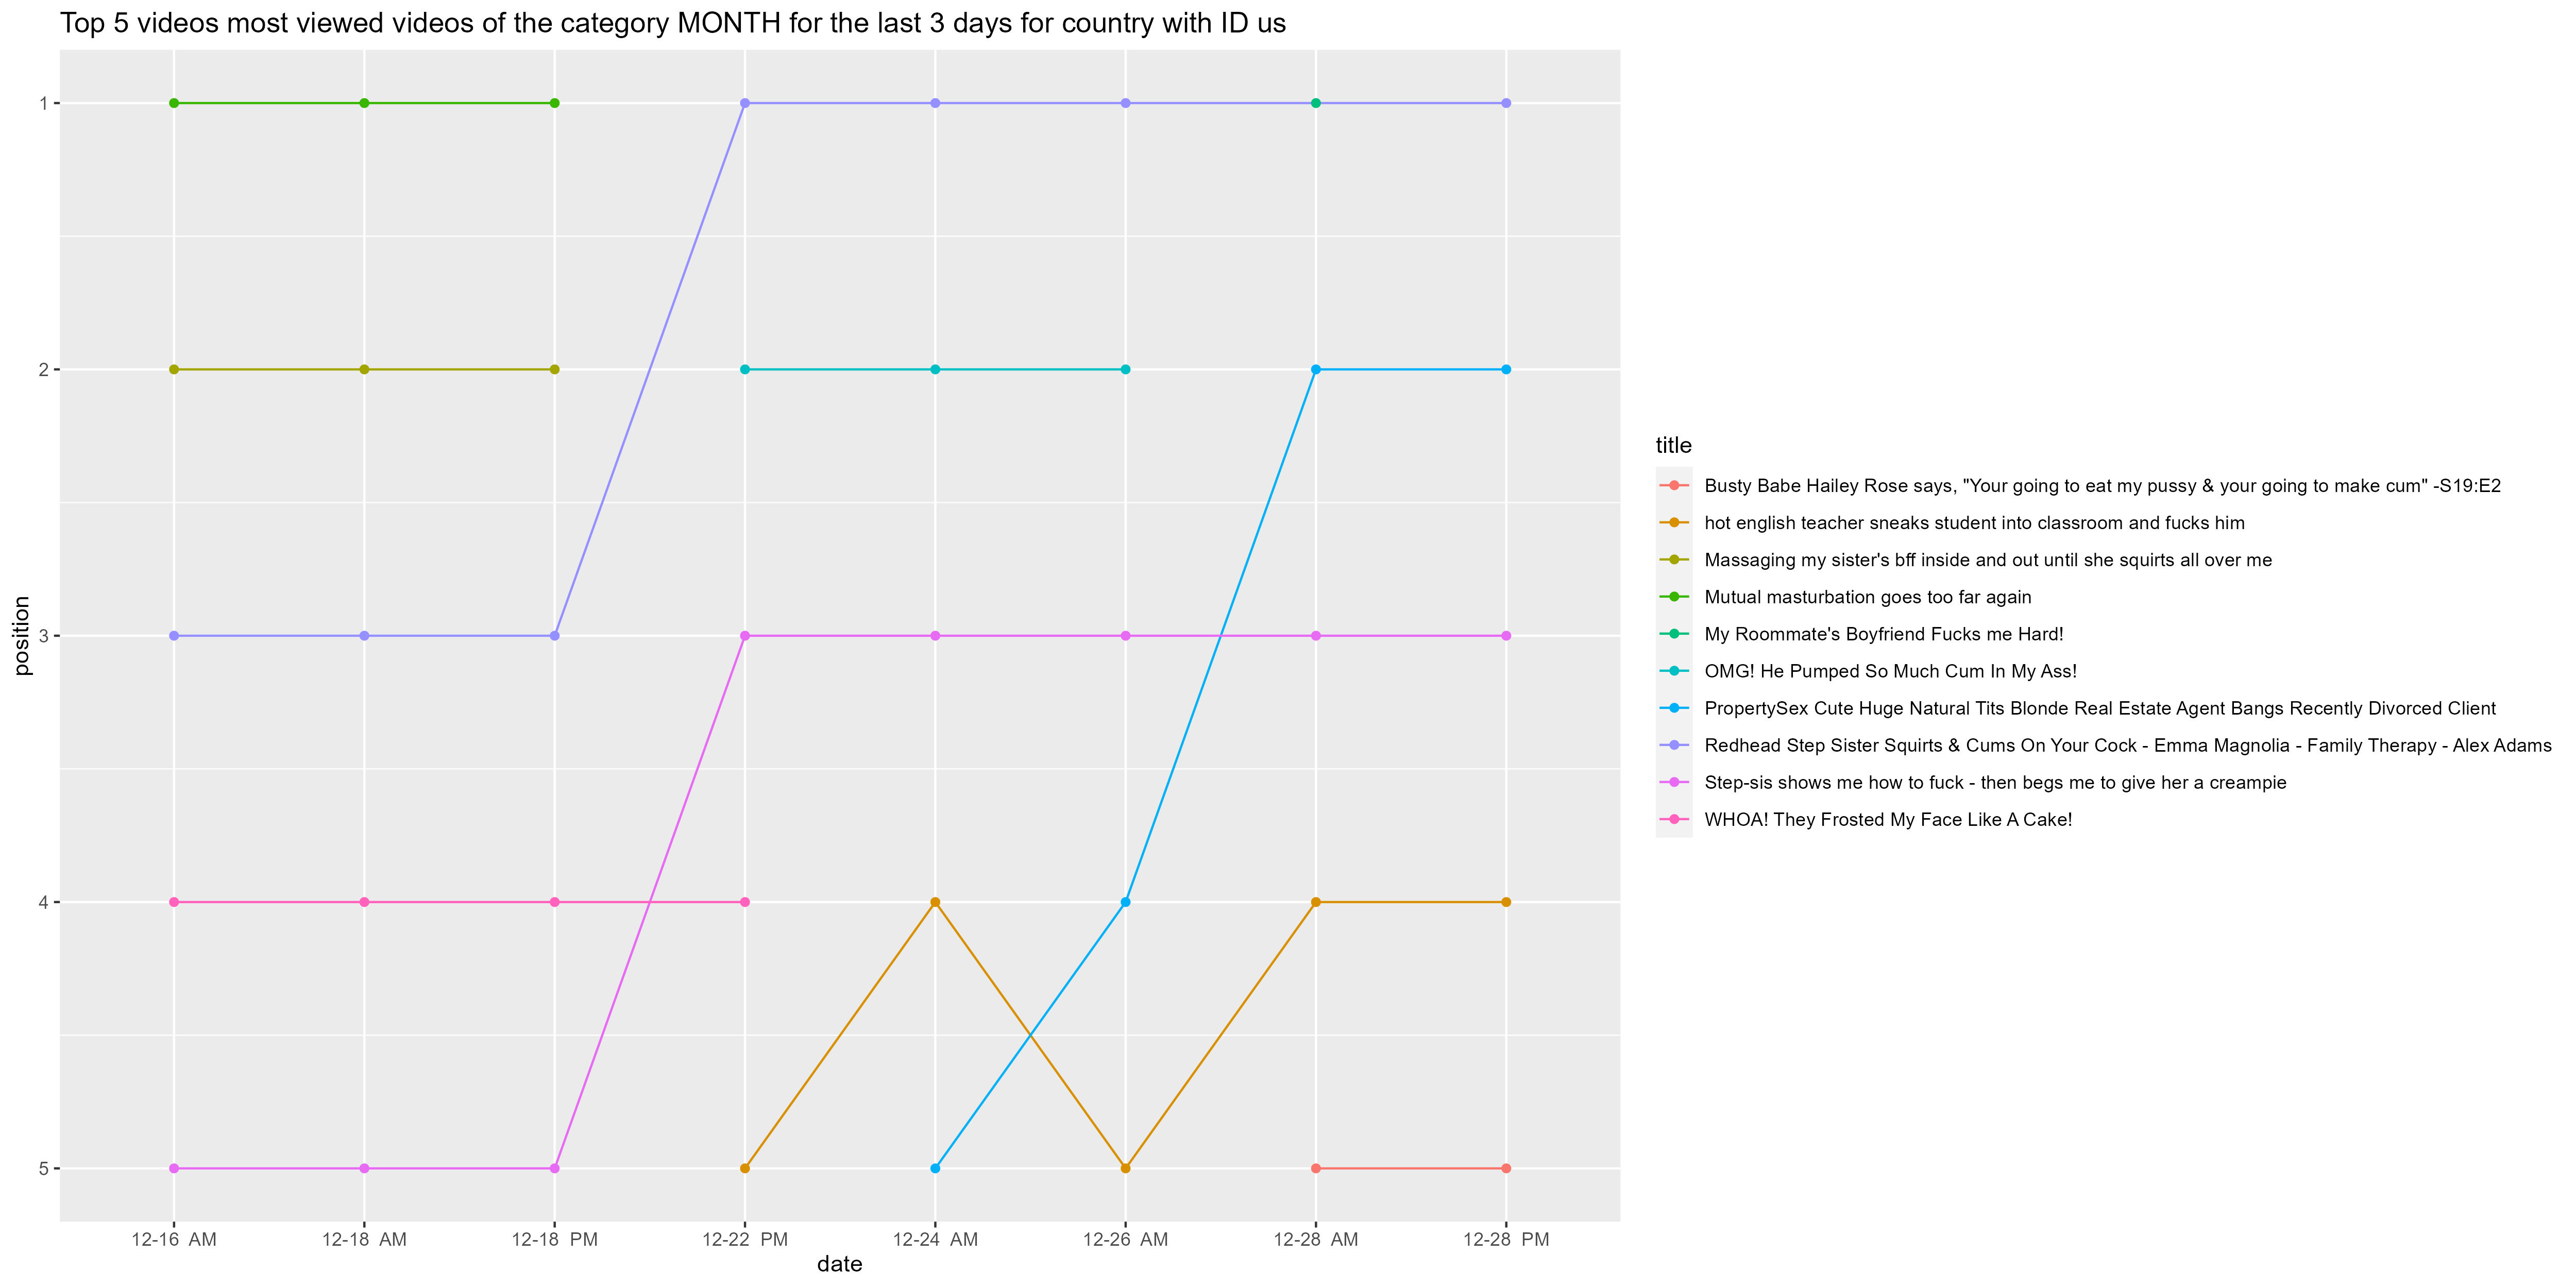 Top 5 videos most viewed videos of the category MONTH for the last 3 days for country with ID us
1
2
3
4
5
position
12-16 AM
12-18 AM
12-18 PM
12-22 PM
12-24 AM
12-26 AM
12-28 AM
12-28 PM
date
title
Busty Babe Hailey Rose says, "Your going to eat my pussy & your going to make cum" -S19:E2
hot english teacher sneaks student into classroom and fucks him
Massaging my sister's bff inside and out until she squirts all over me
Mutual masturbation goes too far again
My Roommate's Boyfriend Fucks me Hard!
OMG! He Pumped So Much Cum In My Ass!
PropertySex Cute Huge Natural Tits Blonde Real Estate Agent Bangs Recently Divorced Client
Redhead Step Sister Squirts & Cums On Your Cock - Emma Magnolia - Family Therapy - Alex Adams
Step-sis shows me how to fuck - then begs me to give her a creampie
WHOA! They Frosted My Face Like A Cake!